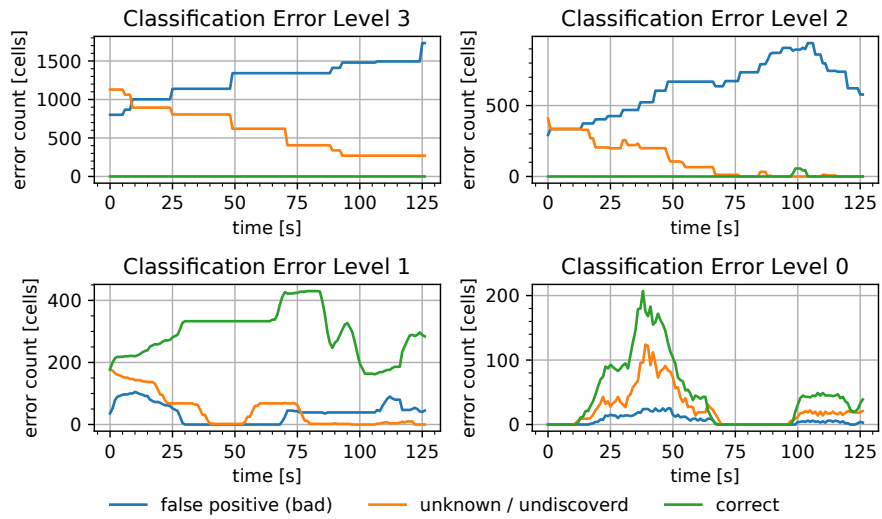 Classification Error Level 3
error count [cells]
1500
1000
500
0
0 25 50 75 100 125
time [s]
Classification Error Level 2
error count [cells]
500
0
0 25 50 75 100 125
time [s]
Classification Error Level 1
error count [cells]
400
200
0
0 25 50 75 100 125
time [s]
Classification Error Level 0
error count [cells]
200
100
0
0 25 50 75 100 125
time [s]
false positive (bad) unknown / undiscoverd correct